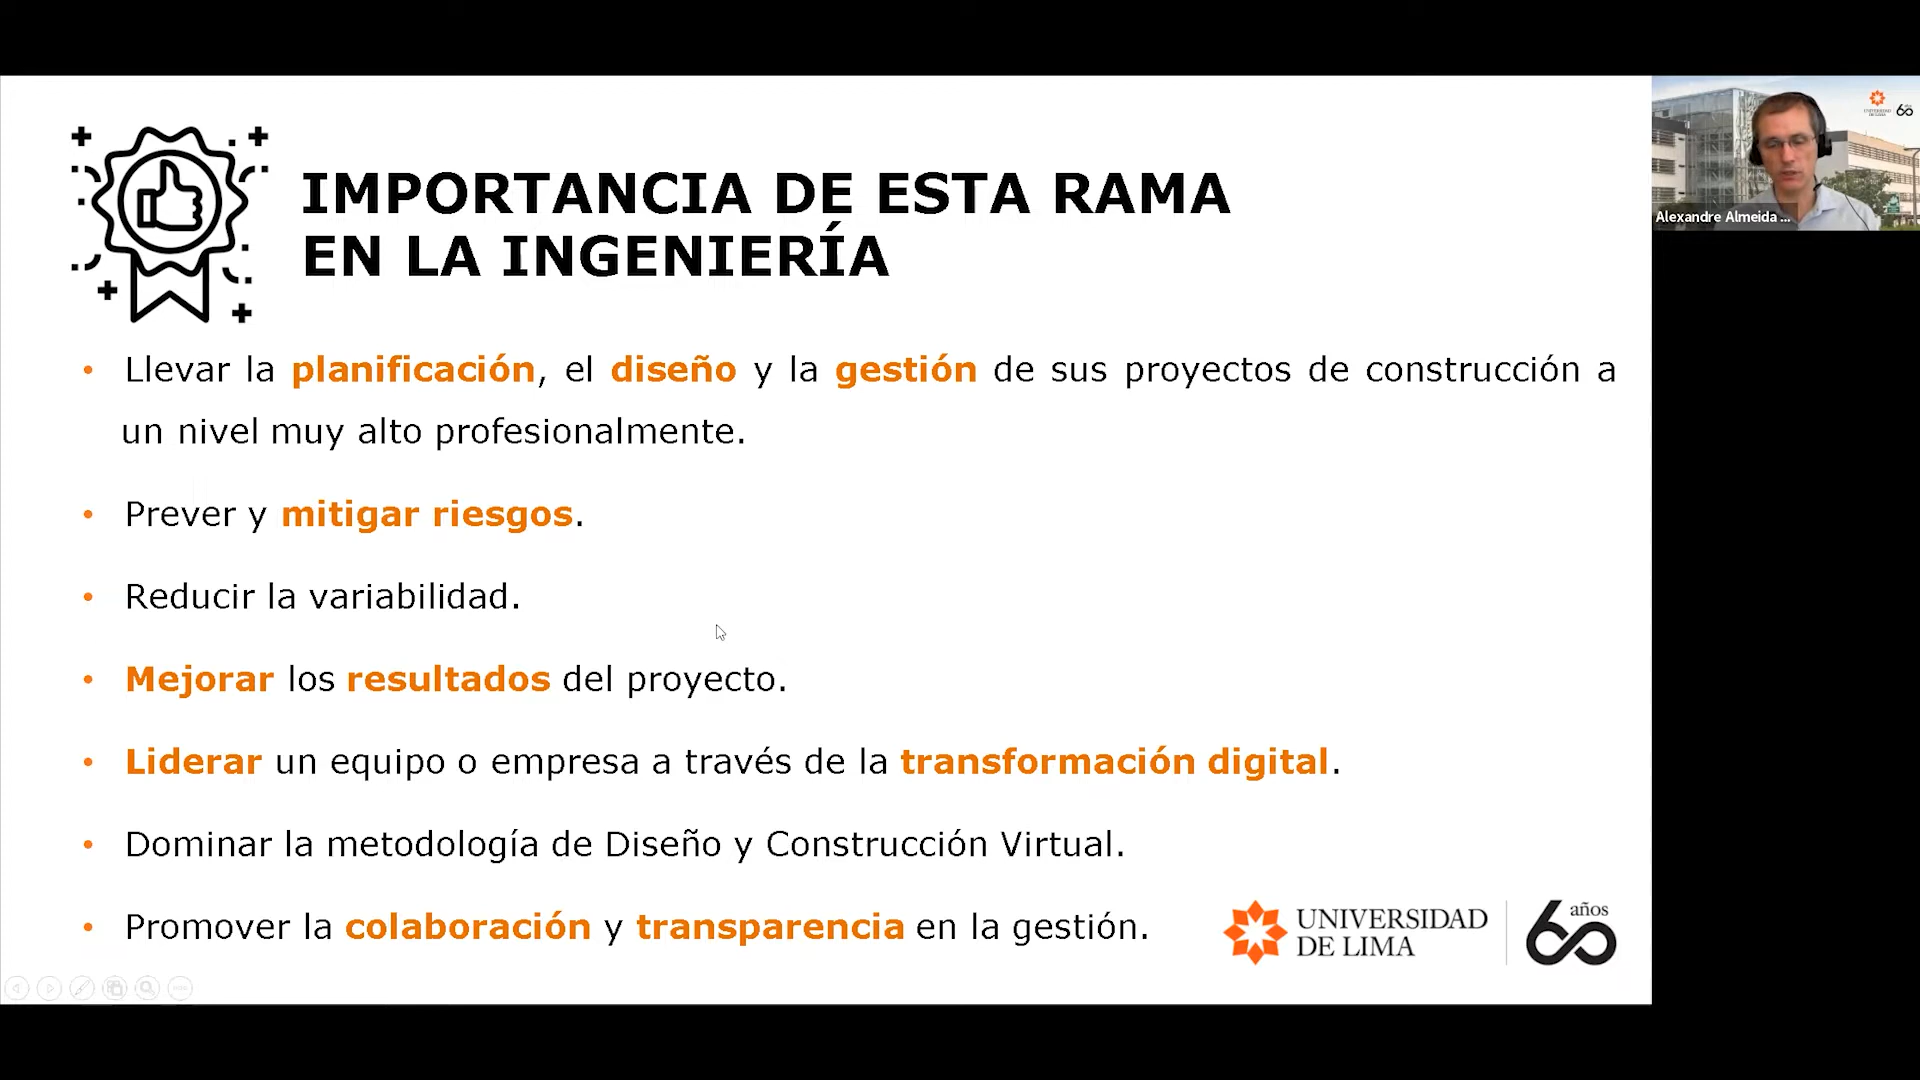 IMPORTANCIA DE ESTA RAMA
EN LA INGENIERÍA
• Llevar la planificación, el diseño y la gestión de sus proyectos de construcción a
un nivel muy alto profesionalmente.
• Prever y mitigar riesgos.
• Reducir la variabilidad.
• Mejorar los resultados del proyecto.
• Liderar un equipo o empresa a través de la transformación digital.
• Dominar la metodología de Diseño y Construcción Virtual.
• Promover la colaboración y transparencia en la gestión.
UNIVERSIDAD
DE LIMA
60 años
Alexandre Almeida ...
60